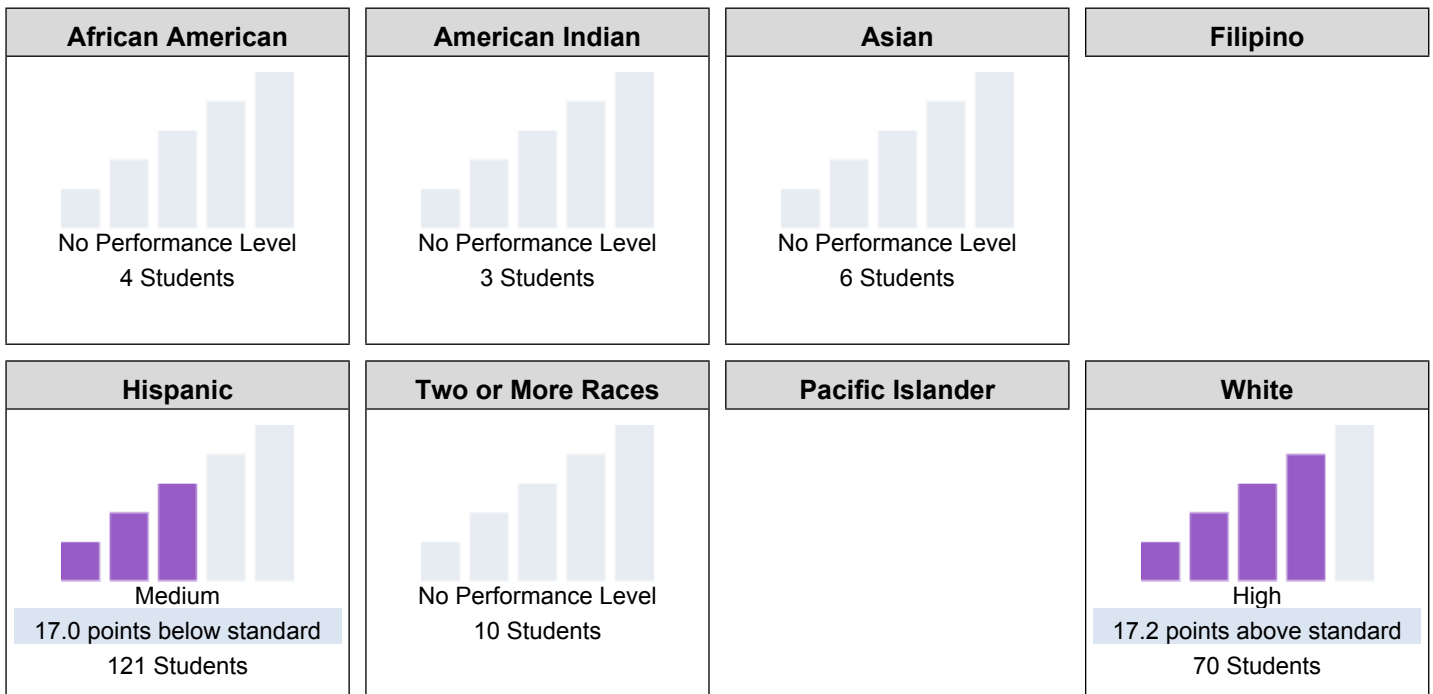 African American
No Performance Level
4 Students
American Indian
No Performance Level
3 Students
Asian
No Performance Level
6 Students
Filipino
Hispanic
Medium
17.0 points below standard
121 Students
Two or More Races
No Performance Level
10 Students
Pacific Islander
White
High
17.2 points above standard
70 Students